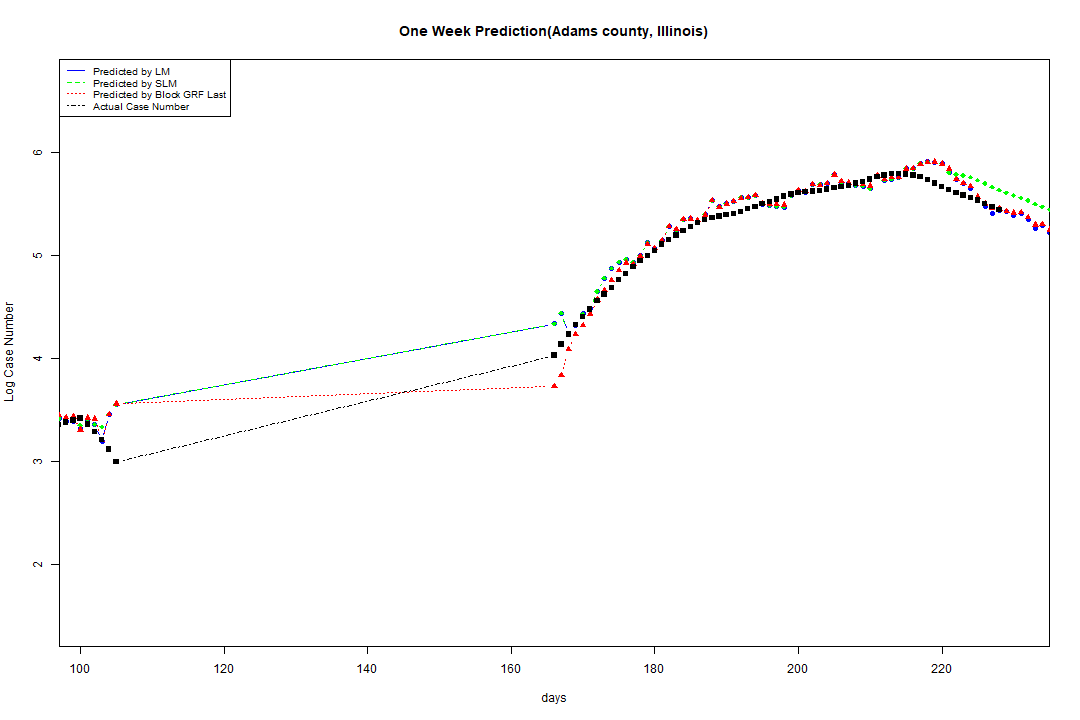 One Week Prediction(Adams county, Illinois)
Predicted by LM
Predicted by SLM
Predicted by Block GRF Last
Actual Case Number
Log Case Number
6
5
4
3
2
100 120 140 160 180 200 220
days